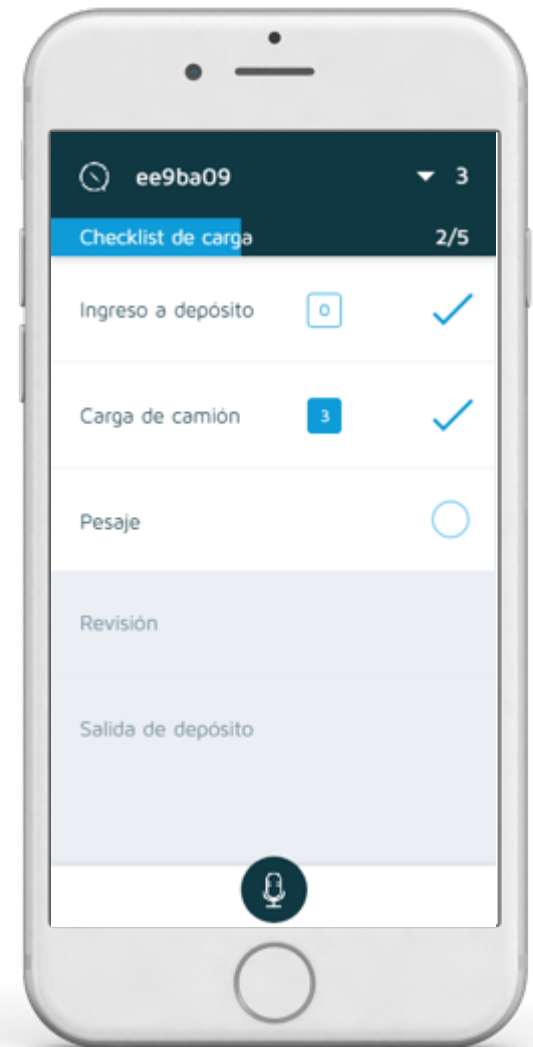 ee9ba09 3
Checklist de carga 2/5
Ingreso a depósito 0
Carga de camión 3
Pesaje
Revisión
Salida de depósito